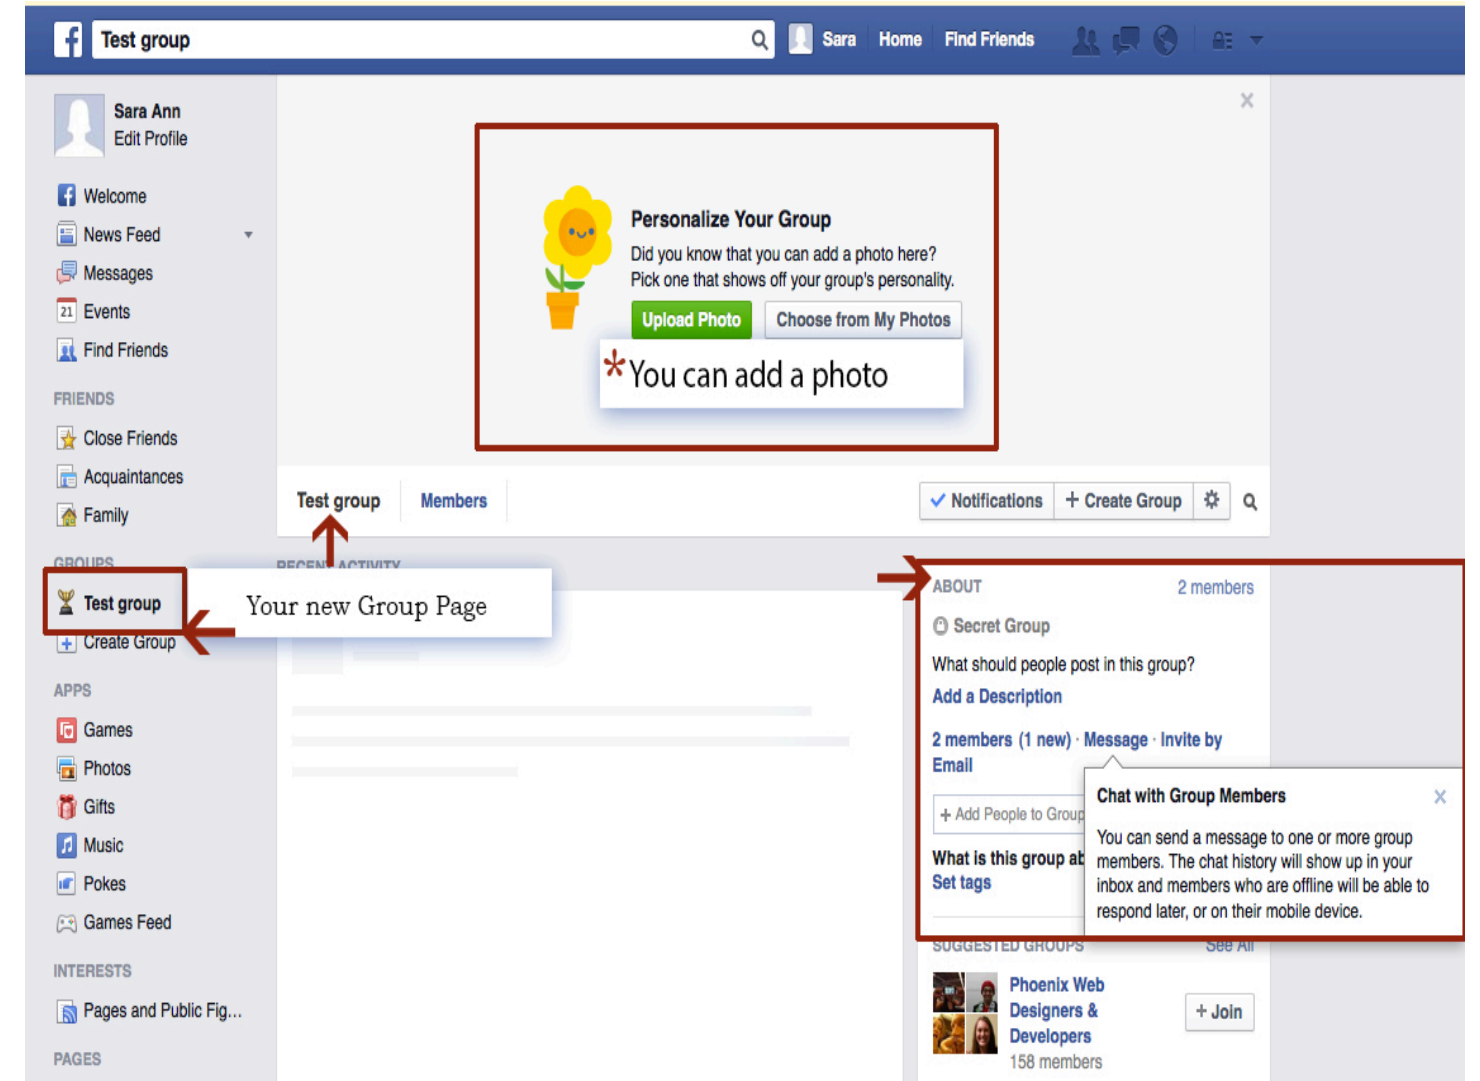 f Test group Sara Home Find Friends
Sara Ann
Edit Profile
Welcome
News Feed
Messages
21 Events
Find Friends
FRIENDS
Close Friends
Acquaintances
Family
GROUPS
Test group
Create Group
APPS
Games
Photos
Gifts
Music
Pokes
Games Feed
INTERESTS
Pages and Public Fig...
PAGES
Personalize Your Group
Did you know that you can add a photo here?
Pick one that shows off your group's personality.
Upload Photo Choose from My Photos
*You can add a photo
Test group Members
Notifications + Create Group
RECENT ACTIVITY
Your new Group Page
ABOUT 2 members
Secret Group
What should people post in this group?
Add a Description
2 members (1 new) · Message · Invite by
Email
+ Add People to Group
What is this group ab
Set tags
Chat with Group Members
You can send a message to one or more group
members. The chat history will show up in your
inbox and members who are offline will be able to
respond later, or on their mobile device.
SUGGESTED GROUPS See All
Phoenix Web
Designers &
Developers
158 members
+ Join